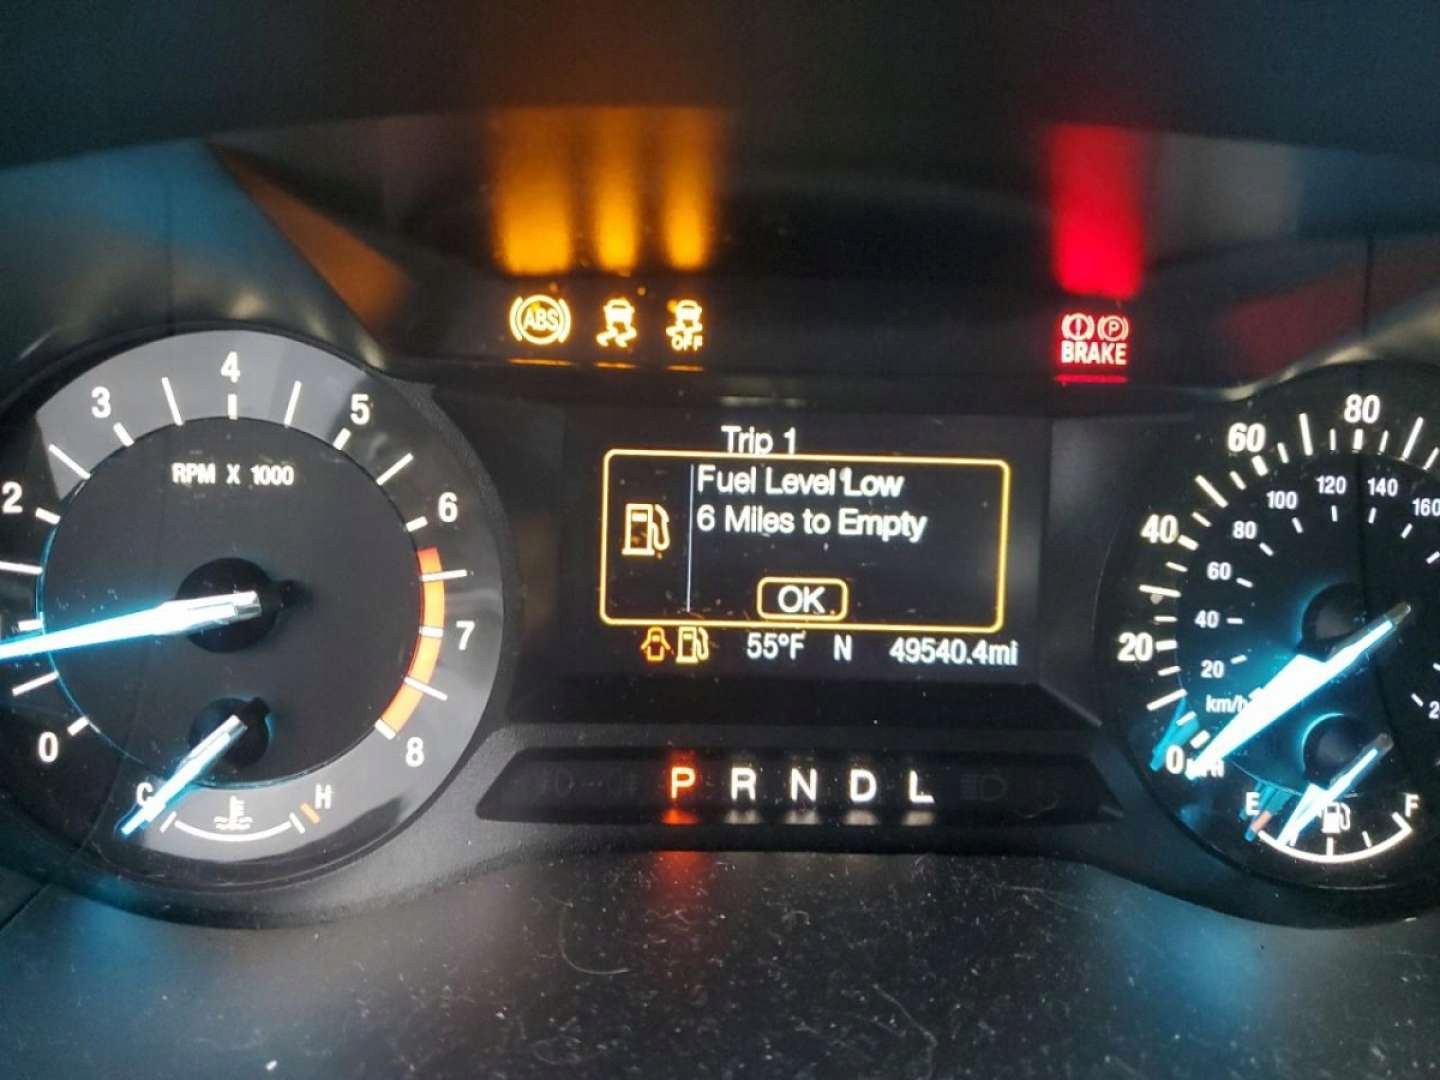 ABS
OFF
P
BRAKE
Trip 1
Fuel Level Low
6 Miles to Empty
OK
55°F N 49540.4mi
P R N D L
0 2 3 4 5 6 7 8
RPM X 1000
C H
0 20 40 60 80
20 40 60 80 100 120 140 160
km/h
E F